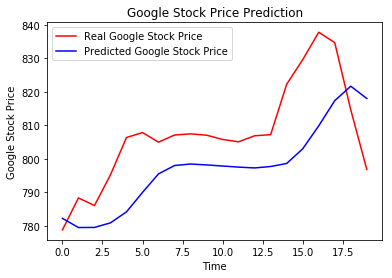 Google Stock Price Prediction
Real Google Stock Price
Predicted Google Stock Price
Google Stock Price
840
830
820
810
800
790
780
0.0 2.5 5.0 7.5 10.0 12.5 15.0 17.5
Time